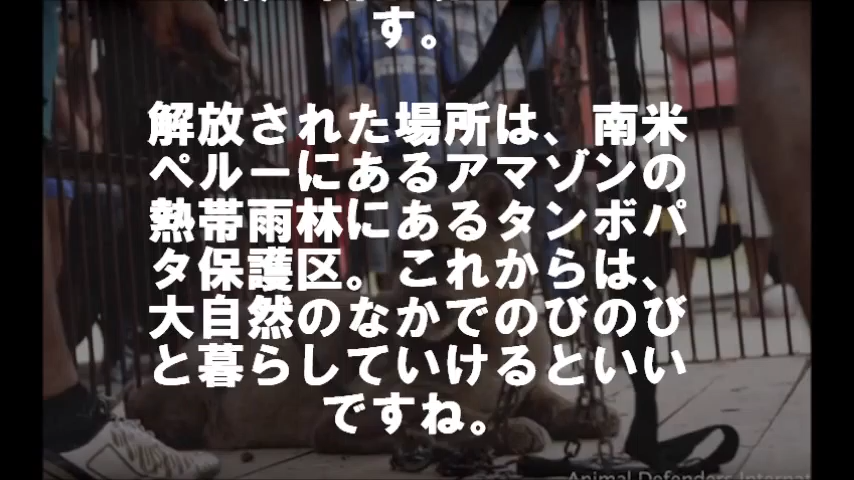 す。
解放された場所は、南米
ペルーにあるアマゾンの
熱帯雨林にあるタンボパ
タ保護区。これからは、
大自然のなかでのびのび
と暮らしていけるといい
ですね。
Animal Defenders Internat